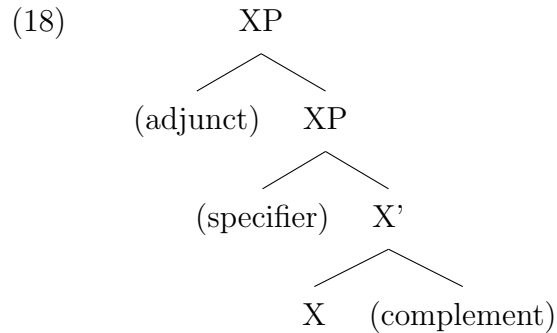 (18) XP
(adjunct) XP
(specifier) X’
X (complement)